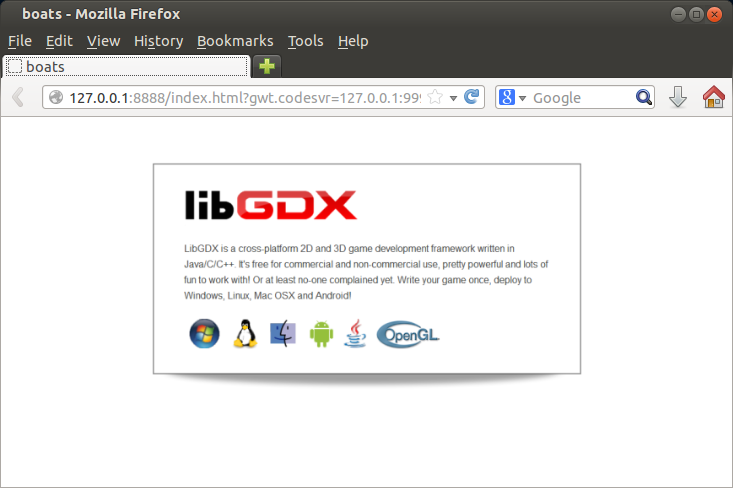 boats - Mozilla Firefox
File Edit View History Bookmarks Tools Help
boats
127.0.0.1:8888/index.html?gwt.codesvr=127.0.0.1:999
Google
libGDX
LibGDX is a cross-platform 2D and 3D game development framework written in
Java/C/C++. It's free for commercial and non-commercial use, pretty powerful and lots of
fun to work with! Or at least no-one complained yet. Write your game once, deploy to
Windows, Linux, Mac OSX and Android!
OpenGL